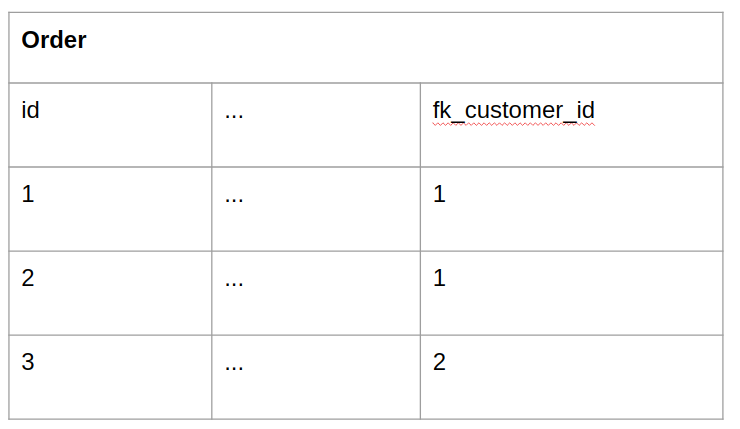 Order
id ... fk_customer_id
1 ... 1
2 ... 1
3 ... 2